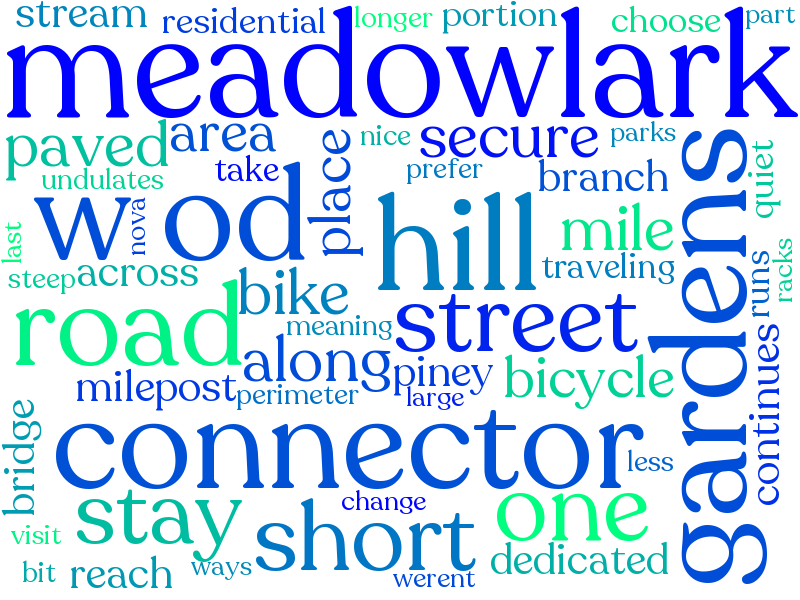 stream
residential
longer
portion
choose
part
meadowlark
paved
area
place
nice
secure
parks
gardens
quiet
undulates
take
prefer
branch
w
od
nova
hill
mile
last
steep
across
traveling
runs
racks
road
bike
meaning
street
along
milepost
perimeter
piney
large
bicycle
continues
bridge
connector
less
stay
short
change
one
visit
bit
reach
ways
werent
dedicated